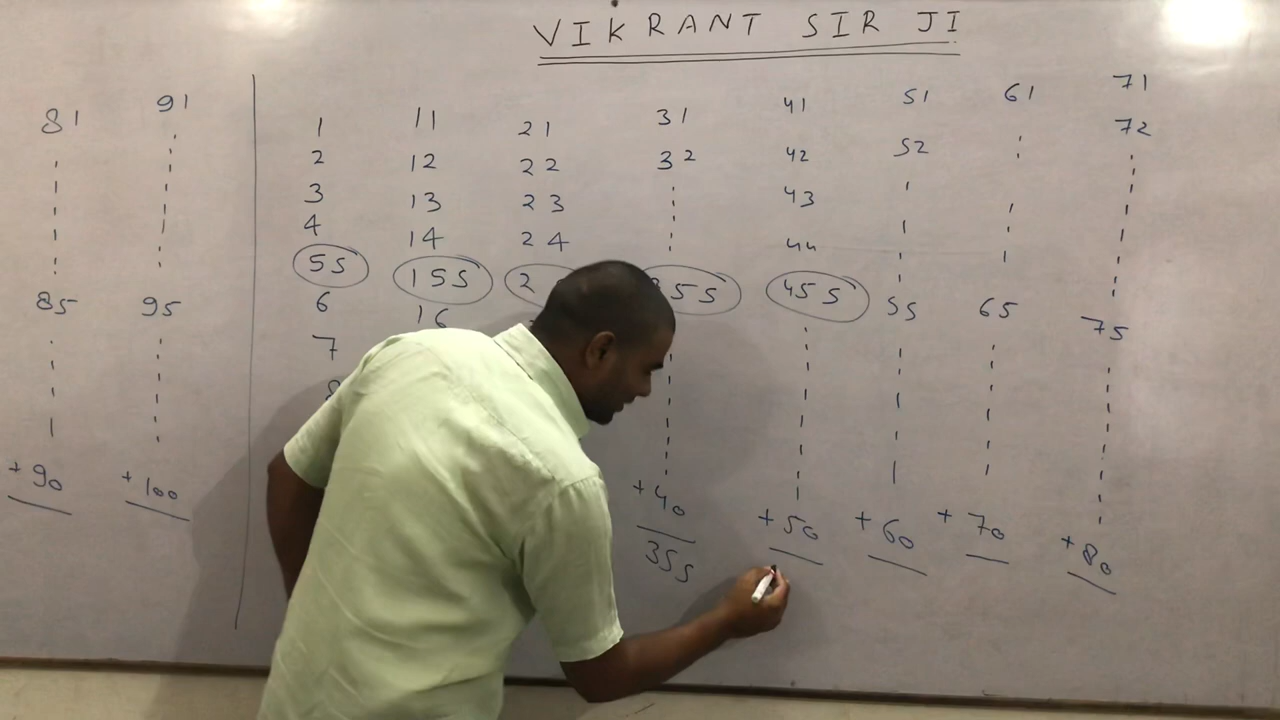 VIKRANT SIR JI
81 91 1 11 21 31 41 51 61 71
2 12 22 32 42 52 72
3 13 23 43
4 14 24 44
85 95 55 155 2 55 455 55 65 75
6 16
7
+90 +100 +40 +50 +60 +70 +80
355